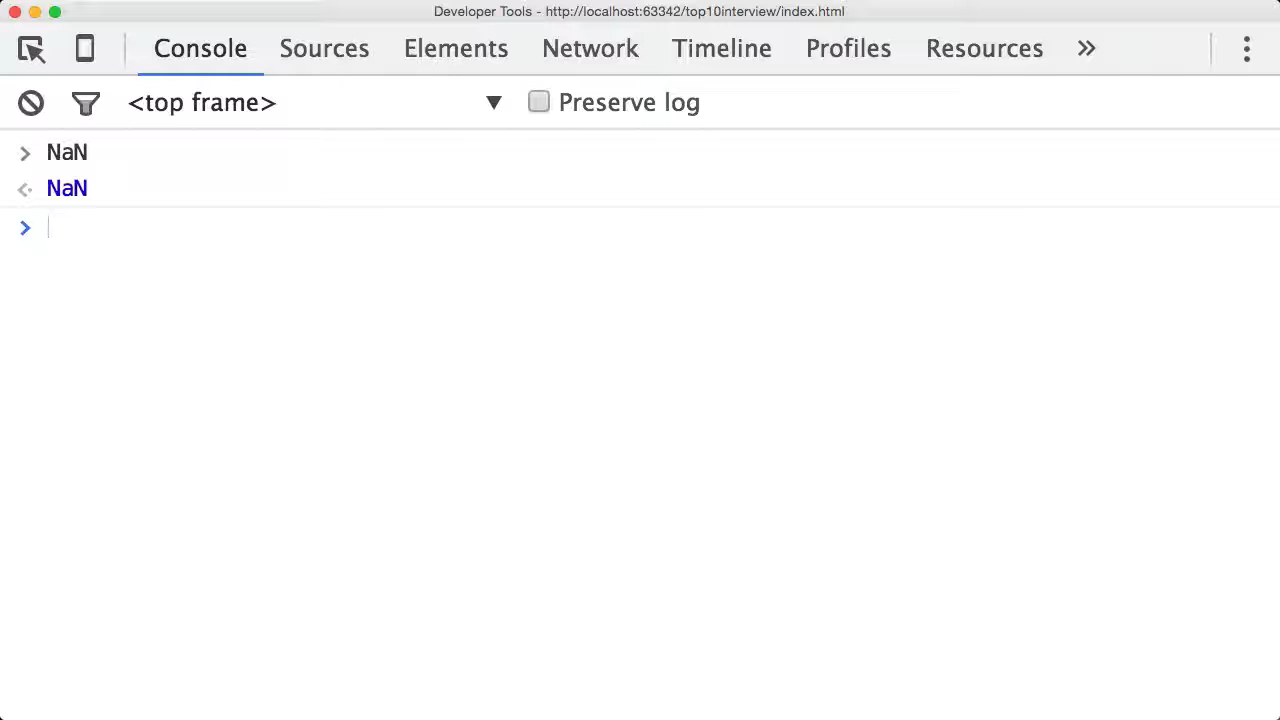 Developer Tools - http://localhost:63342/top10interview/index.html
Console Sources Elements Network Timeline Profiles Resources »
<top frame> ▼ Preserve log
> NaN
NaN
>